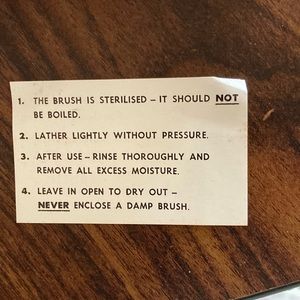 1. THE BRUSH IS STERILISED – IT SHOULD NOT
BE BOILED.
2. LATHER LIGHTLY WITHOUT PRESSURE.
3. AFTER USE – RINSE THOROUGHLY AND
REMOVE ALL EXCESS MOISTURE.
4. LEAVE IN OPEN TO DRY OUT –
NEVER ENCLOSE A DAMP BRUSH.